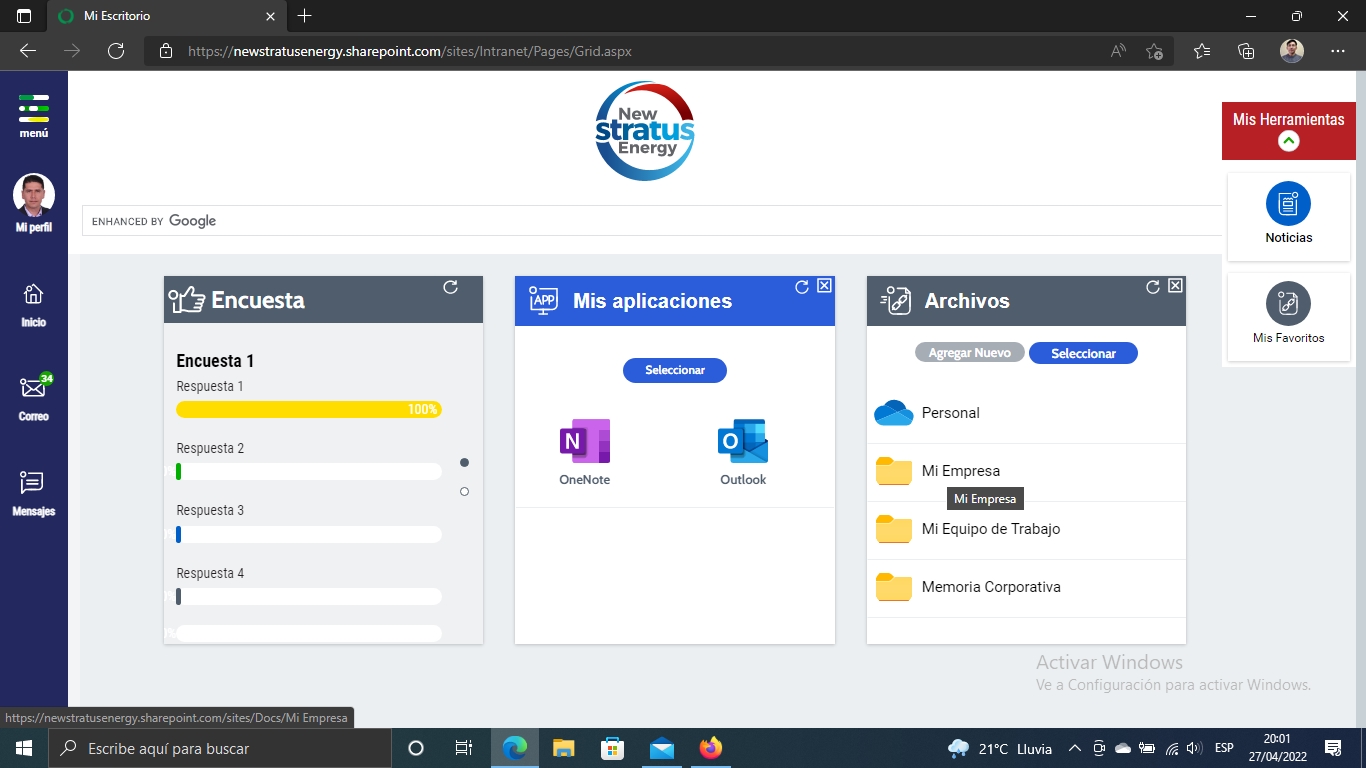 Mi Escritorio
https://newstratusenergy.sharepoint.com/sites/Intranet/Pages/Grid.aspx
menú
Mi perfil
Inicio
34
Correo
Mensajes
New
stratus
Energy
ENHANCED BY Google
Mis Herramientas
Noticias
Mis Favoritos
Encuesta
Encuesta 1
Respuesta 1
100%
Respuesta 2
Respuesta 3
Respuesta 4
APP
Mis aplicaciones
Seleccionar
N
OneNote
O
Outlook
Archivos
Agregar Nuevo
Seleccionar
Personal
Mi Empresa
Mi Empresa
Mi Equipo de Trabajo
Memoria Corporativa
Activar Windows
Ve a Configuración para activar Windows.
https://newstratusenergy.sharepoint.com/sites/Docs/Mi Empresa
Escribe aquí para buscar
21°C Lluvia
ESP
20:01
27/04/2022